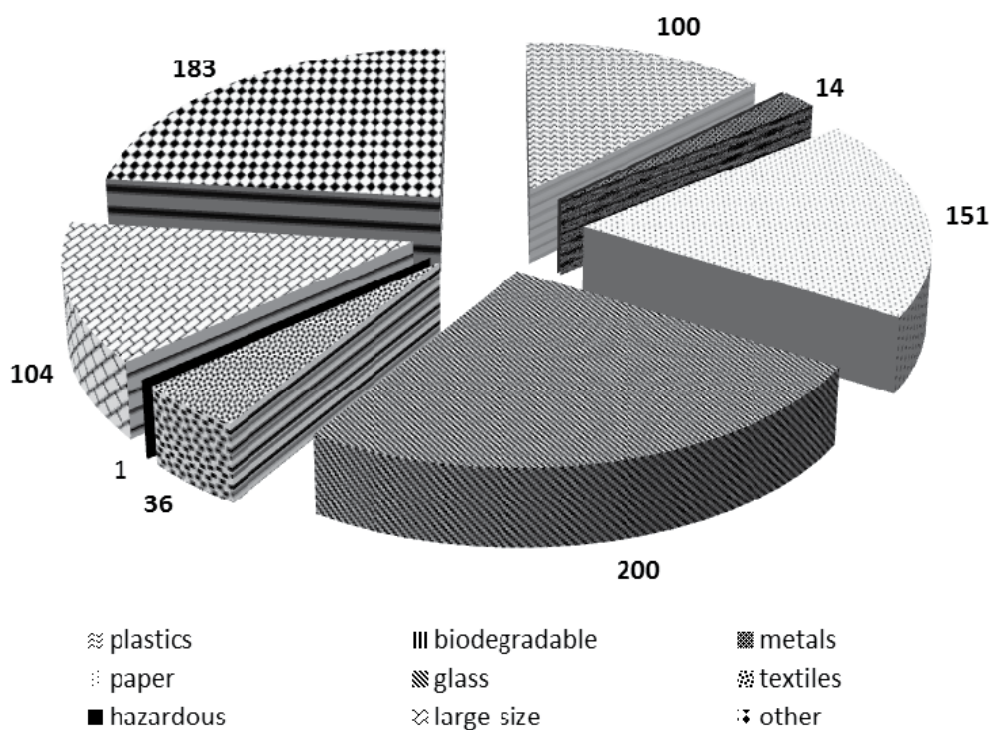 100
183
14
151
104
1
36
200
plastics biodegradable metals
paper glass textiles
hazardous large size other